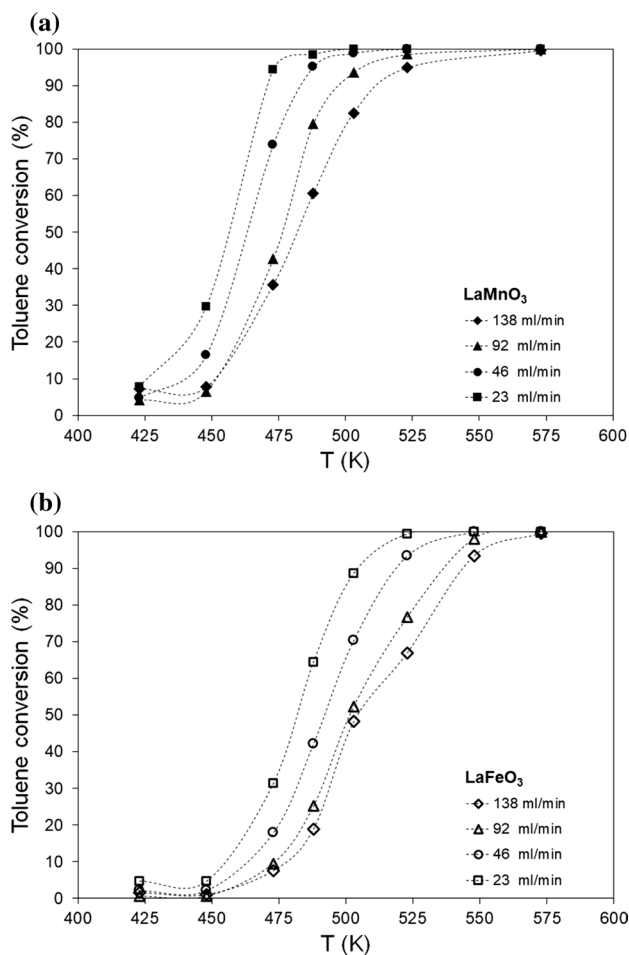 (a)
Toluene conversion (%)
100
90
80
70
60
50
40
30
20
10
0
LaMnO₃
138 ml/min
92 ml/min
46 ml/min
23 ml/min
400 425 450 475 500 525 550 575 600
T (K)
(b)
Toluene conversion (%)
100
90
80
70
60
50
40
30
20
10
0
LaFeO₃
138 ml/min
92 ml/min
46 ml/min
23 ml/min
400 425 450 475 500 525 550 575 600
T (K)